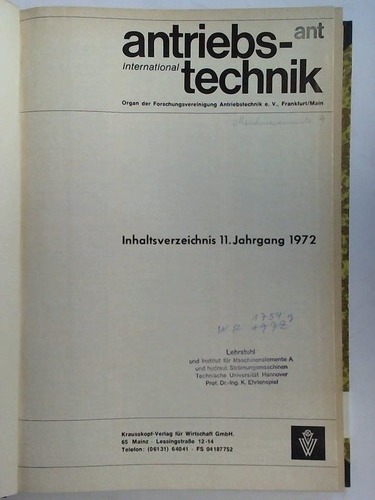 ant
antriebs-
international
technik
Organ der Forschungsvereinigung Antriebstechnik e. V., Frankfurt/Main
Inhaltsverzeichnis 11. Jahrgang 1972
Lehrstuhl
und Institut für Maschinenelemente A
und hydraul. Strömungsmaschinen
Technische Universität Hannover
Prof. Dr.-Ing. K. Ehrlenspiel
Krausskopf-Verlag für Wirtschaft GmbH.
65 Mainz · Lessingstraße 12-14
Telefon: (06131) 64041 · FS 04187752